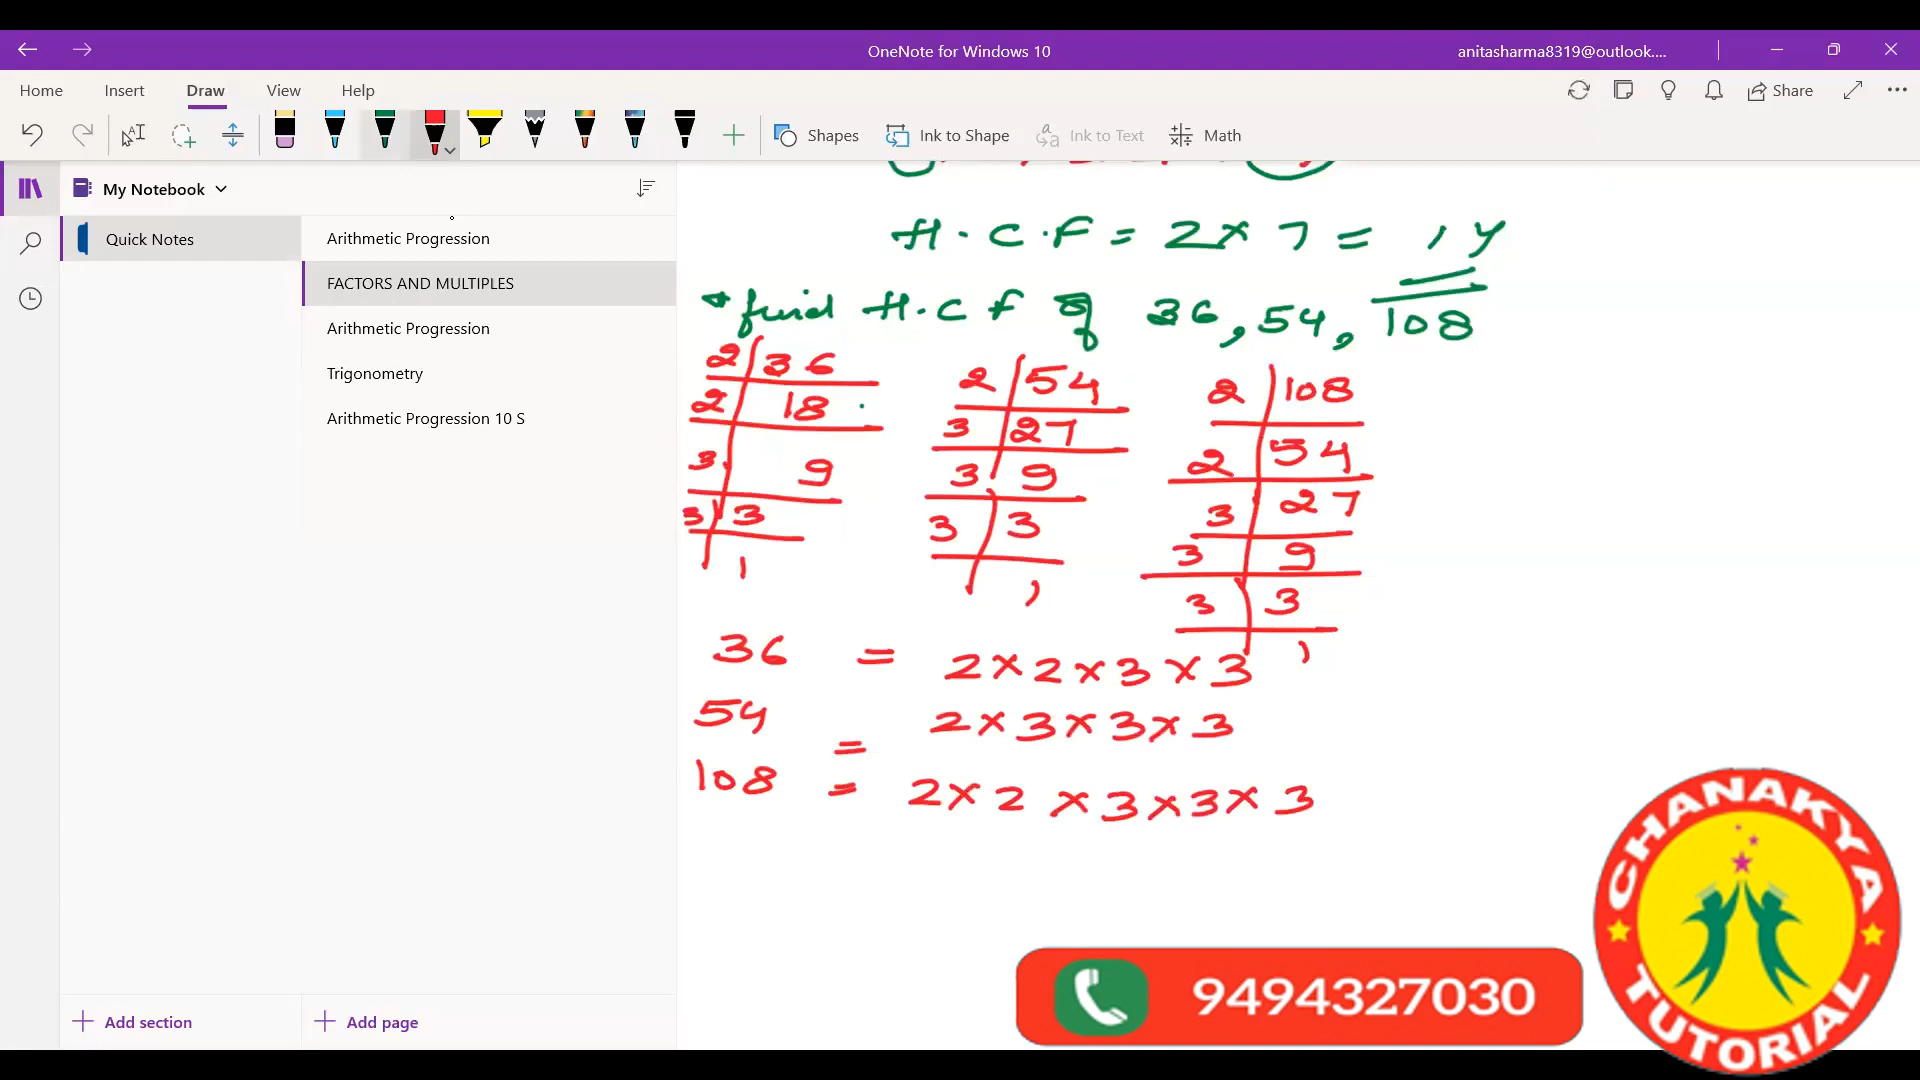 OneNote for Windows 10
anitasharma8319@outlook....
Home Insert Draw View Help
Share
Shapes Ink to Shape Ink to Text Math
My Notebook
Quick Notes
Arithmetic Progression
FACTORS AND MULTIPLES
Arithmetic Progression
Trigonometry
Arithmetic Progression 10 S
Add section
Add page
H.C.F = 2 × 7 = 14
find H.C.F of 36, 54, 108
2 | 36
2 | 18
3 | 9
3 | 3
1
2 | 54
3 | 27
3 | 9
3 | 3
1
2 | 108
2 | 54
3 | 27
3 | 9
3 | 3
1
36 = 2 × 2 × 3 × 3
54 = 2 × 3 × 3 × 3
108 = 2 × 2 × 3 × 3 × 3
9494327030
CHANAKYA
TUTORIAL